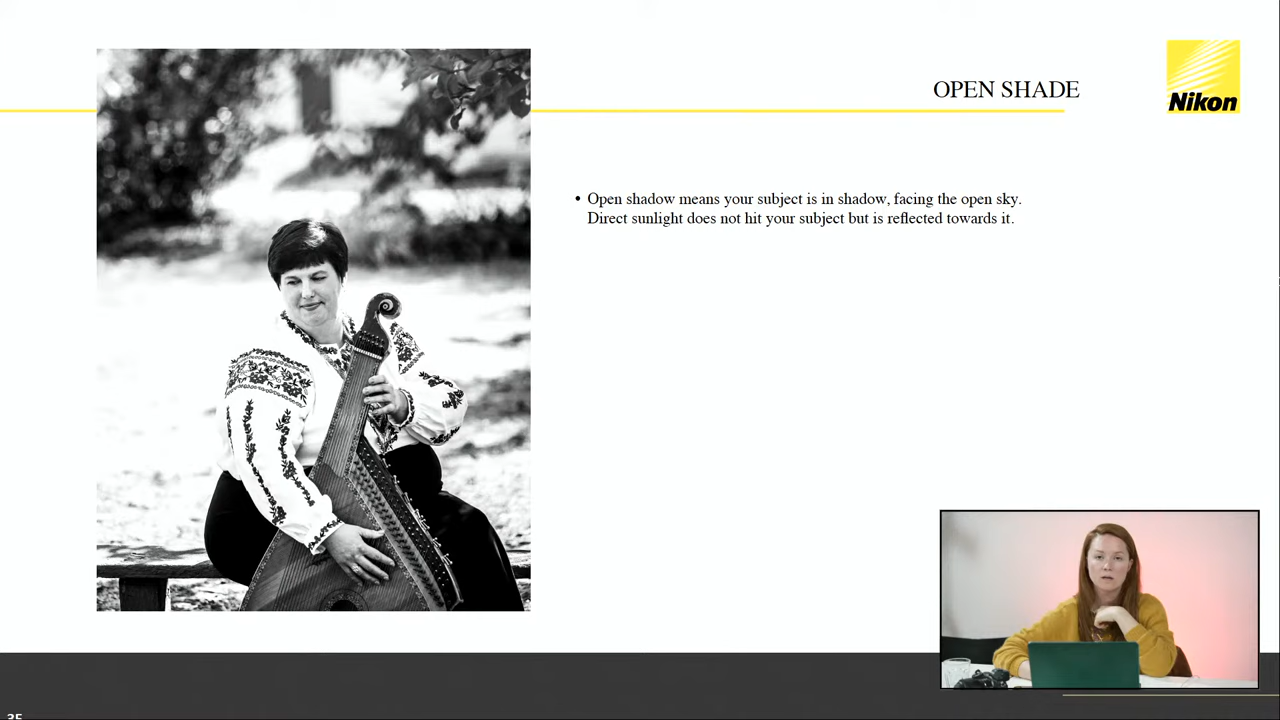 OPEN SHADE
Nikon
• Open shadow means your subject is in shadow, facing the open sky.
Direct sunlight does not hit your subject but is reflected towards it.
35